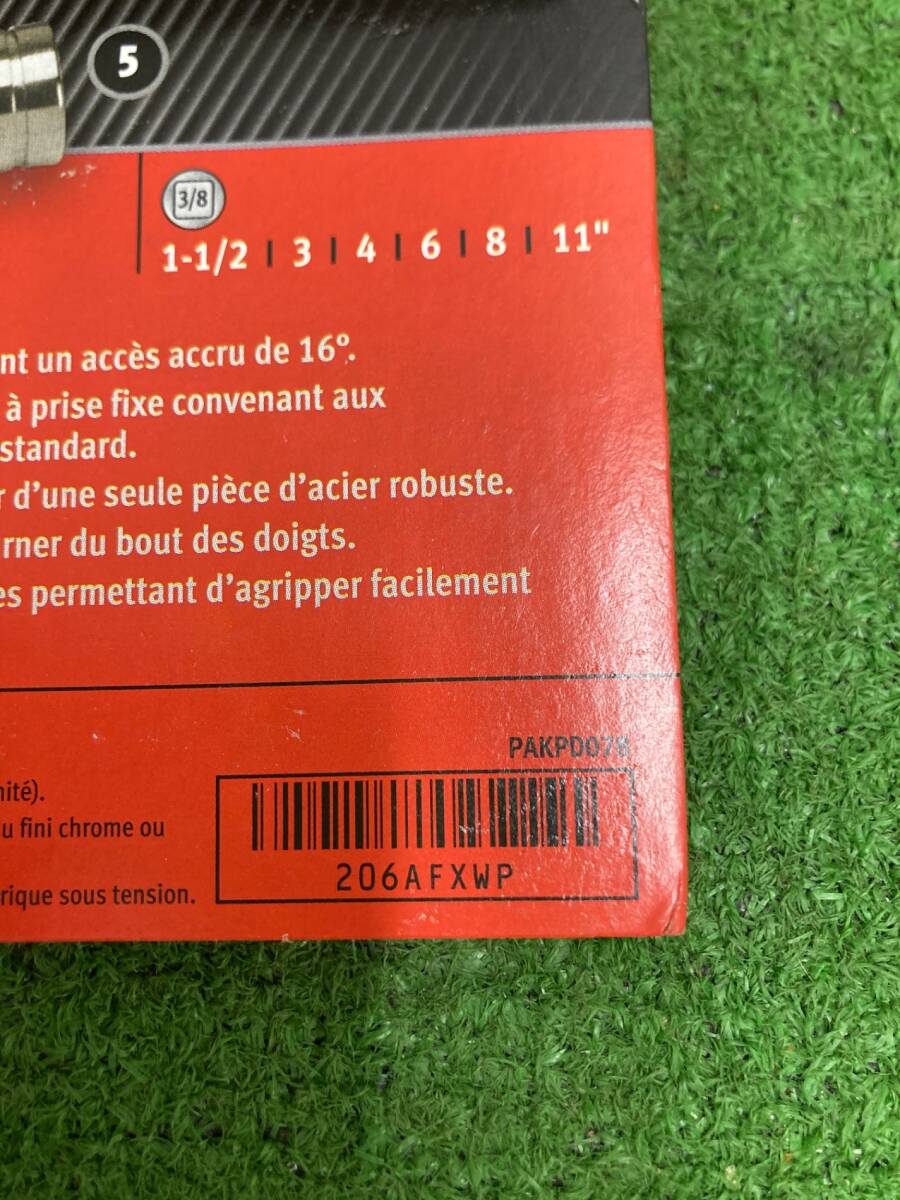 5
3/8
1-1/2 | 3 | 4 | 6 | 8 | 11"
nt un accès accru de 16º.
à prise fixe convenant aux
standard.
r d'une seule pièce d'acier robuste.
rner du bout des doigts.
es permettant d'agripper facilement
PAKPD078
nité).
u fini chrome ou
rique sous tension.
206AFXWP